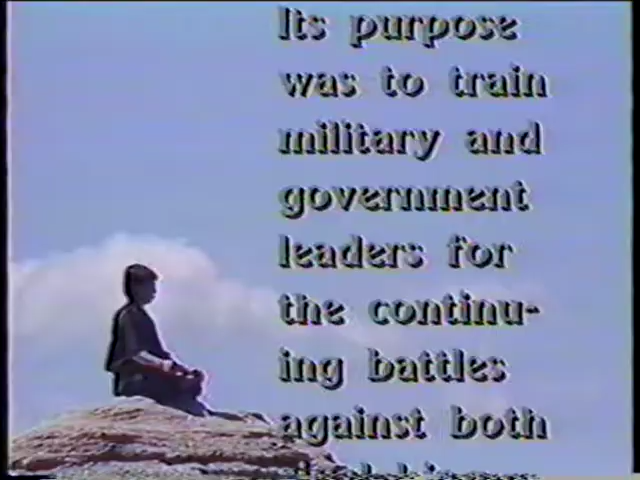 Its purpose
was to train
military and
government
leaders for
the continu-
ing battles
against both